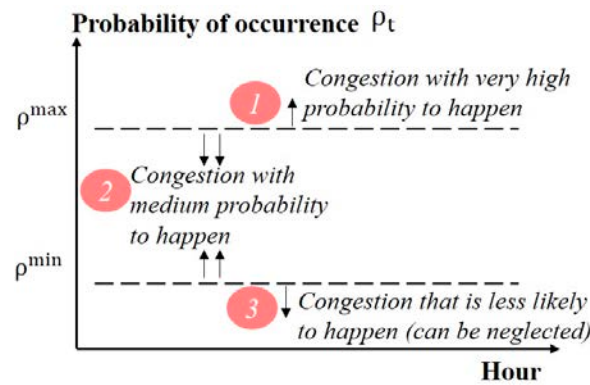 Probability of occurrence ρt
1
Congestion with very high
probability to happen
ρmax
2
Congestion with
medium probability
to happen
ρmin
3
Congestion that is less likely
to happen (can be neglected)
Hour